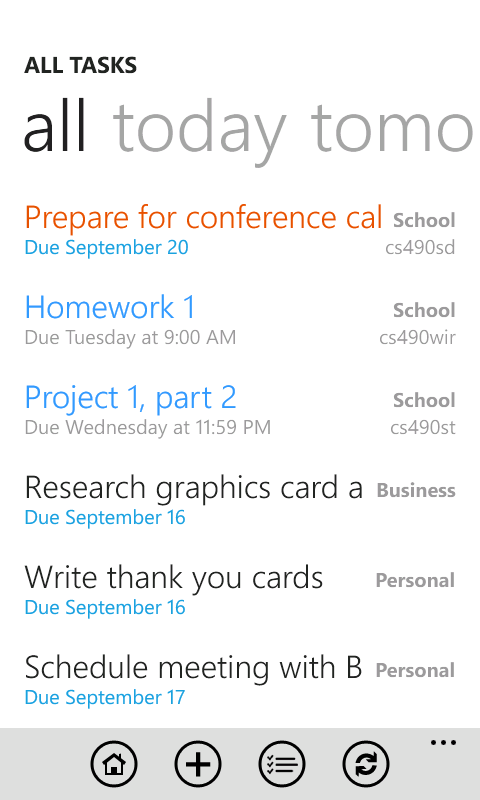 ALL TASKS
all today tomo
Prepare for conference cal School
Due September 20 cs490sd
Homework 1 School
Due Tuesday at 9:00 AM cs490wir
Project 1, part 2 School
Due Wednesday at 11:59 PM cs490st
Research graphics card a Business
Due September 16
Write thank you cards Personal
Due September 16
Schedule meeting with B Personal
Due September 17